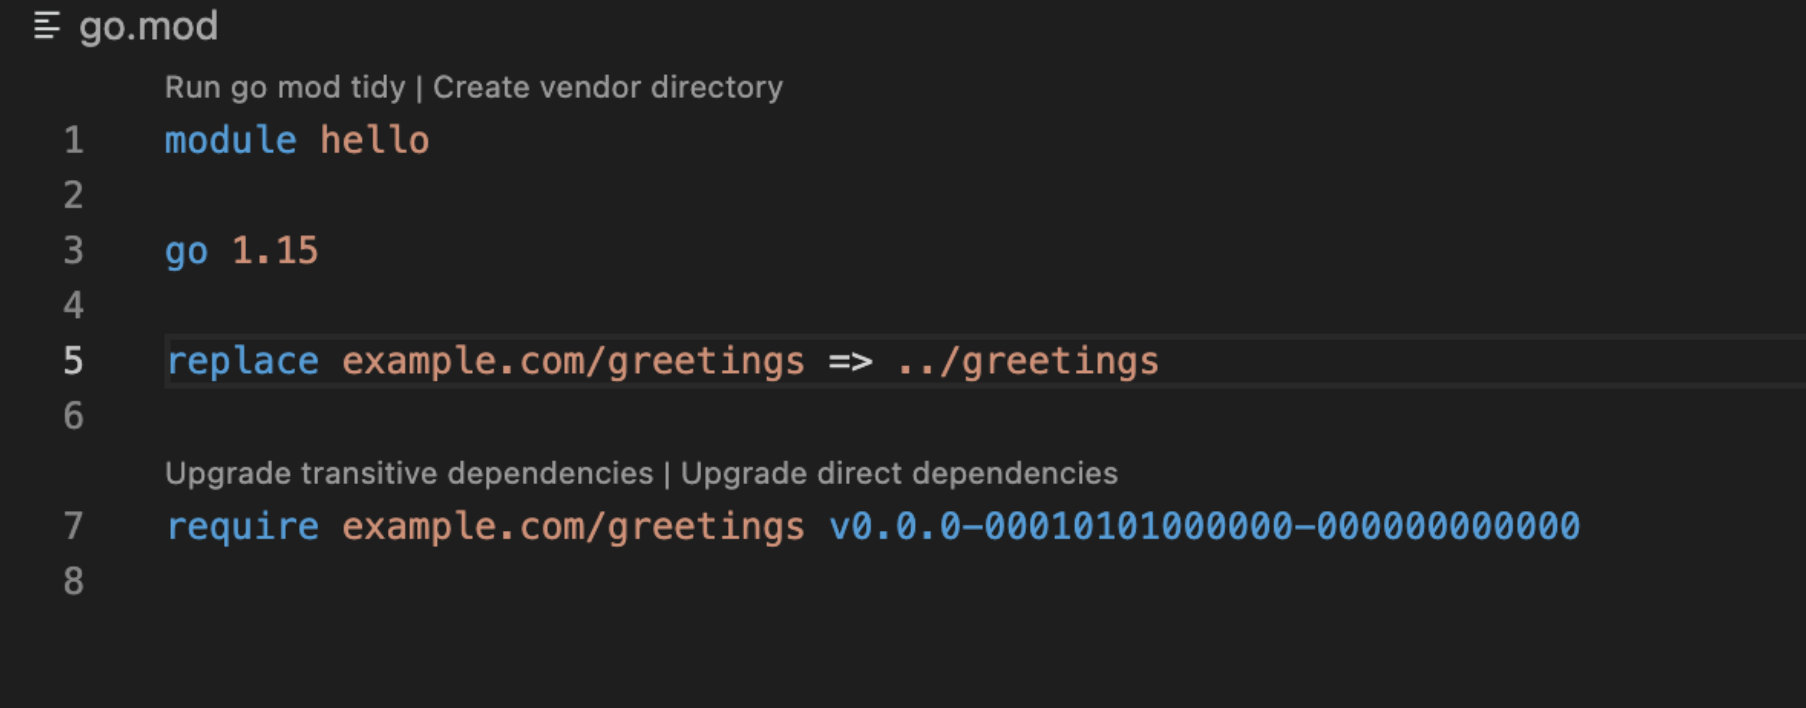 go.mod
Run go mod tidy | Create vendor directory
1 module hello
2
3 go 1.15
4
5 replace example.com/greetings => ../greetings
6
Upgrade transitive dependencies | Upgrade direct dependencies
7 require example.com/greetings v0.0.0-00010101000000-000000000000
8